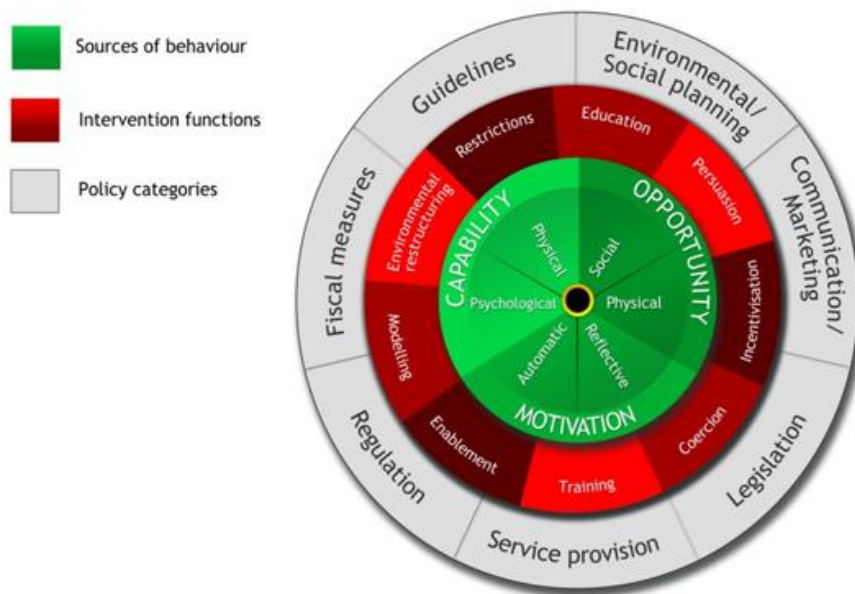 Sources of behaviour
Intervention functions
Policy categories
Guidelines
Environmental/
Social planning
Communication/
Marketing
Legislation
Service provision
Regulation
Fiscal measures
Restrictions
Education
Persuasion
Incentivisation
Coercion
Training
Enablement
Modelling
Environmental
restructuring
CAPABILITY
OPPORTUNITY
MOTIVATION
Physical
Social
Psychological
Physical
Automatic
Reflective